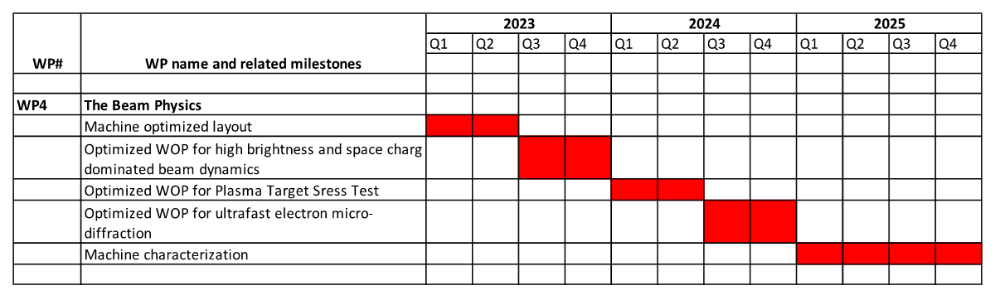 2023 2024 2025
Q1 Q2 Q3 Q4 Q1 Q2 Q3 Q4 Q1 Q2 Q3 Q4
WP# WP name and related milestones
WP4 The Beam Physics
Machine optimized layout
Optimized WOP for high brightness and space charg
dominated beam dynamics
Optimized WOP for Plasma Target Sress Test
Optimized WOP for ultrafast electron micro-
diffraction
Machine characterization